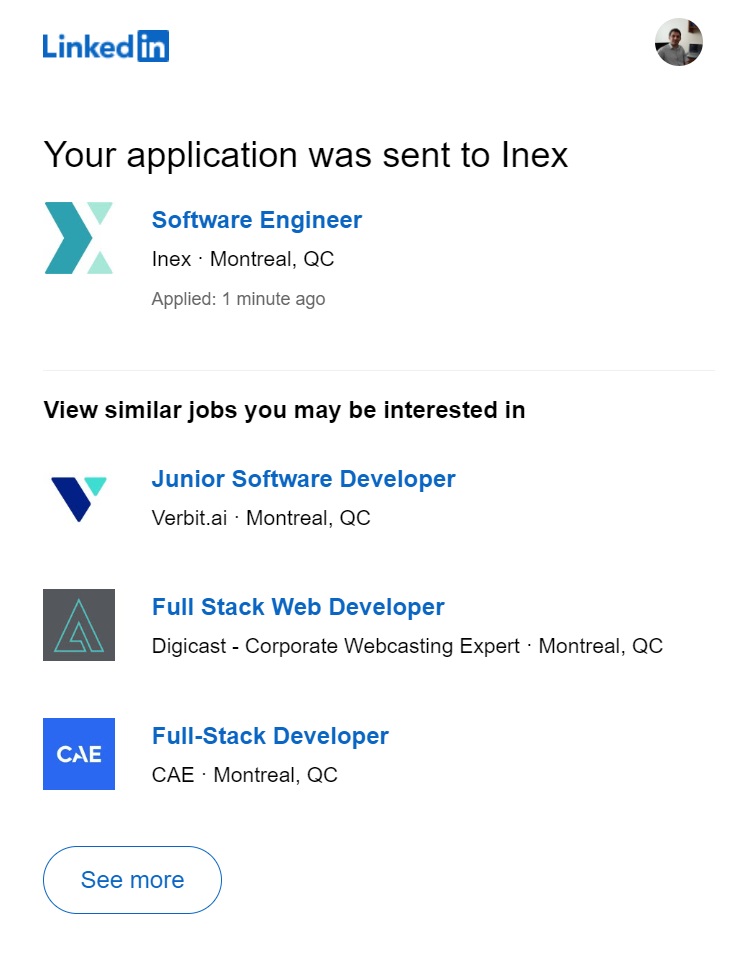 LinkedIn
Your application was sent to Inex
Software Engineer
Inex · Montreal, QC
Applied: 1 minute ago
View similar jobs you may be interested in
Junior Software Developer
Verbit.ai · Montreal, QC
Full Stack Web Developer
Digicast - Corporate Webcasting Expert · Montreal, QC
CAE
Full-Stack Developer
CAE · Montreal, QC
See more